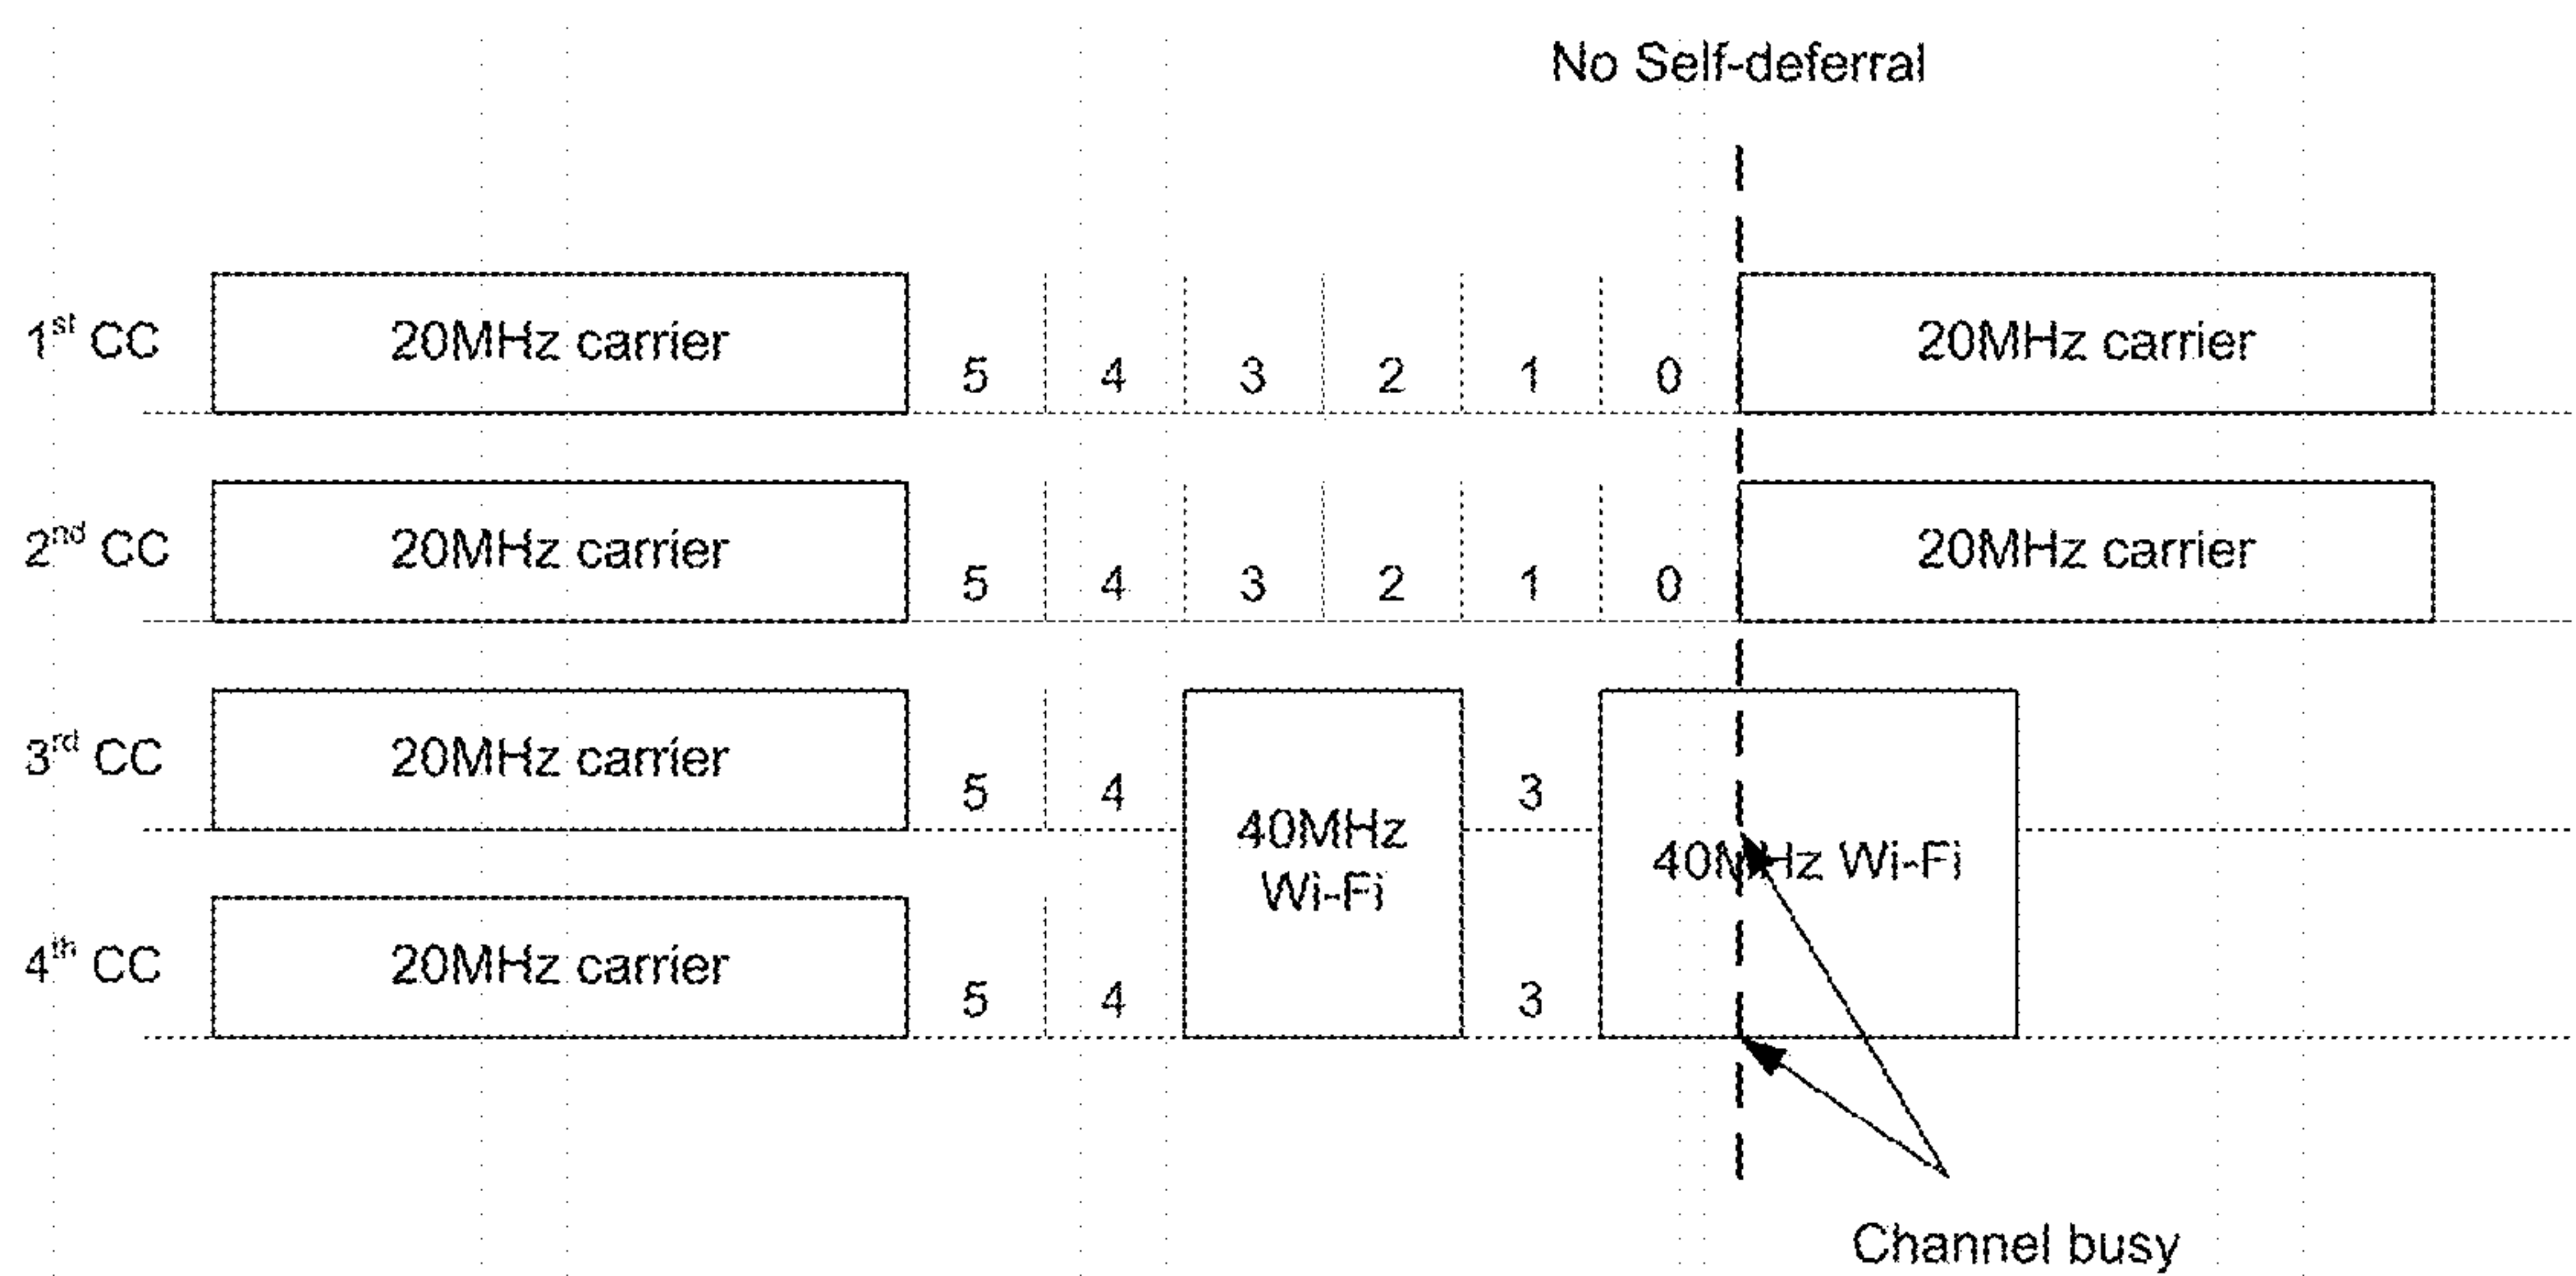 No Self-deferral
1st CC 20MHz carrier 5 4 3 2 1 0 20MHz carrier
2nd CC 20MHz carrier 5 4 3 2 1 0 20MHz carrier
3rd CC 20MHz carrier 5 4 3
40MHz
Wi-Fi
40MHz Wi-Fi
4th CC 20MHz carrier 5 4 3
Channel busy